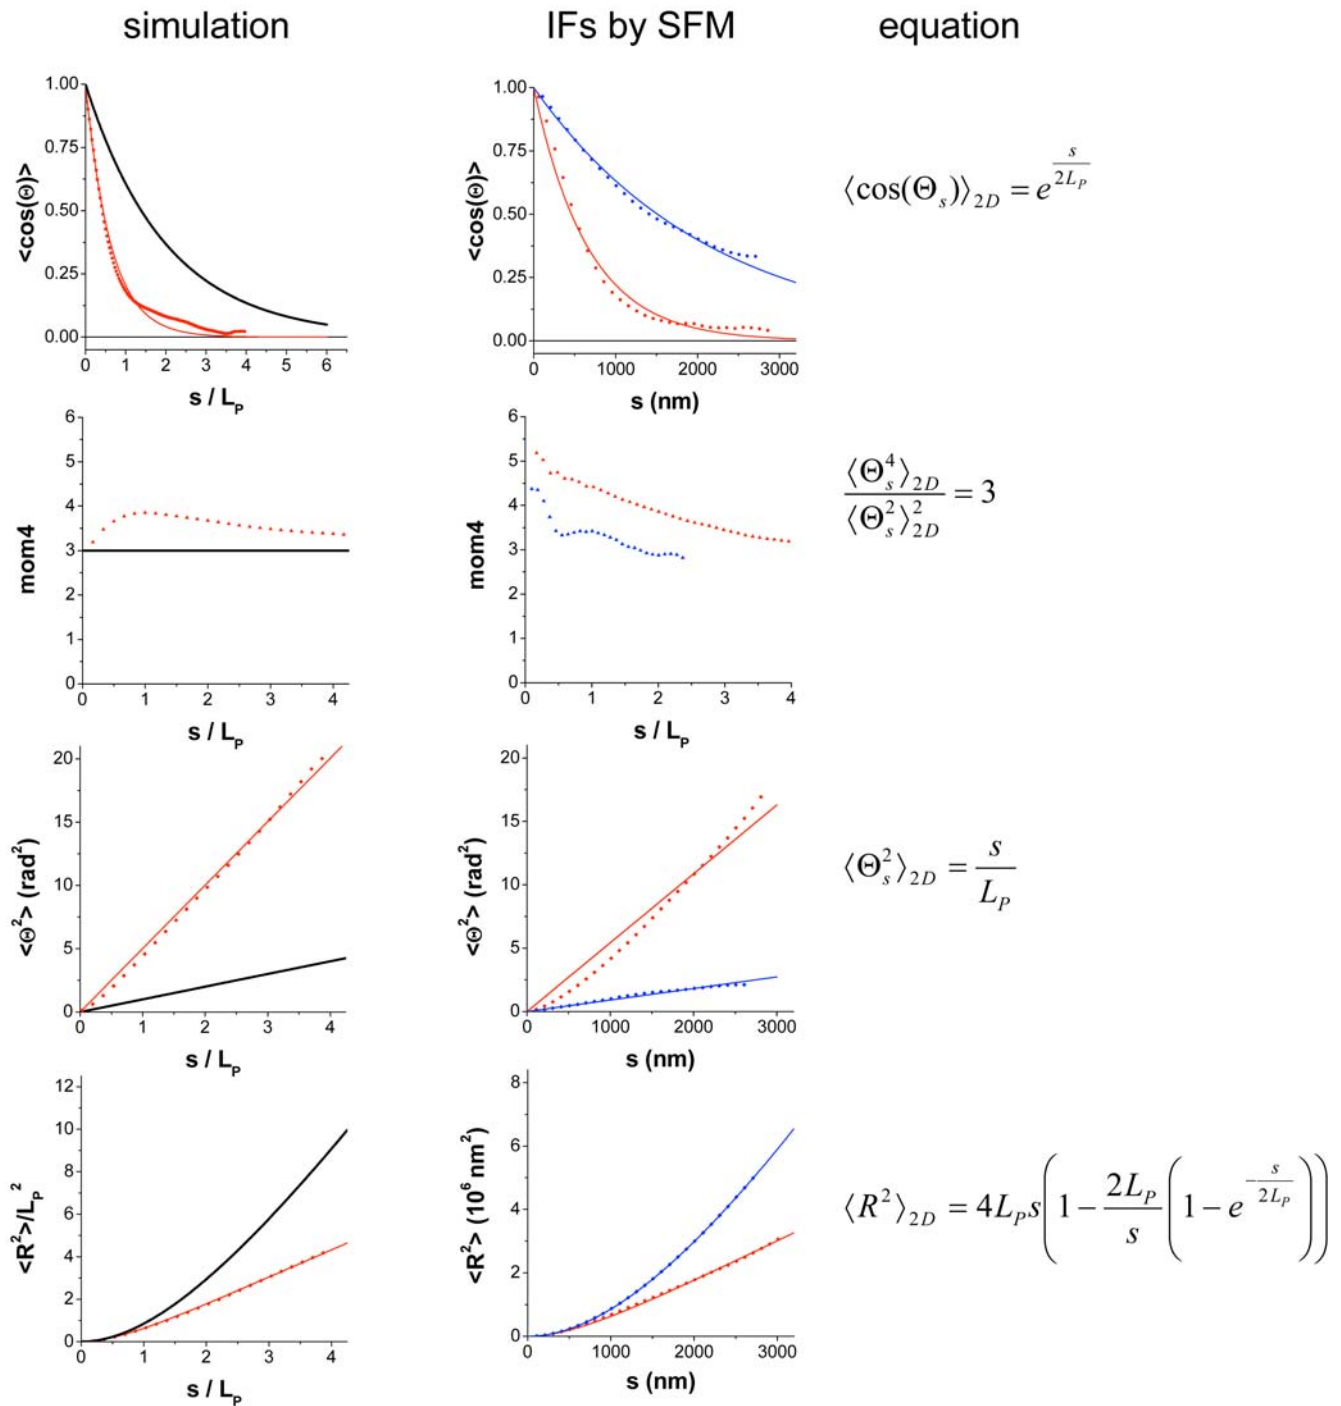 simulation IFs by SFM equation
1.00
0.75
0.50
0.25
0.00
<cos(Θ)>
0 1 2 3 4 5 6
s / L_P
1.00
0.75
0.50
0.25
0.00
<cos(Θ)>
0 1000 2000 3000
s (nm)
⟨cos(Θ_s)⟩_2D = e^(s/2L_P)
6
5
4
3
2
1
0
mom4
0 1 2 3 4
s / L_P
6
5
4
3
2
1
0
mom4
0 1 2 3 4
s / L_P
⟨Θ_s^4⟩_2D / ⟨Θ_s^2⟩_2D^2 = 3
20
15
10
5
0
<Θ²> (rad²)
0 1 2 3 4
s / L_P
20
15
10
5
0
<Θ²> (rad²)
0 1000 2000 3000
s (nm)
⟨Θ_s^2⟩_2D = s / L_P
12
10
8
6
4
2
0
<R²>/L_P²
0 1 2 3 4
s / L_P
8
6
4
2
0
<R²> (10⁶ nm²)
0 1000 2000 3000
s (nm)
⟨R²⟩_2D = 4L_P s(1 - 2L_P/s (1 - e^(-s/2L_P)))